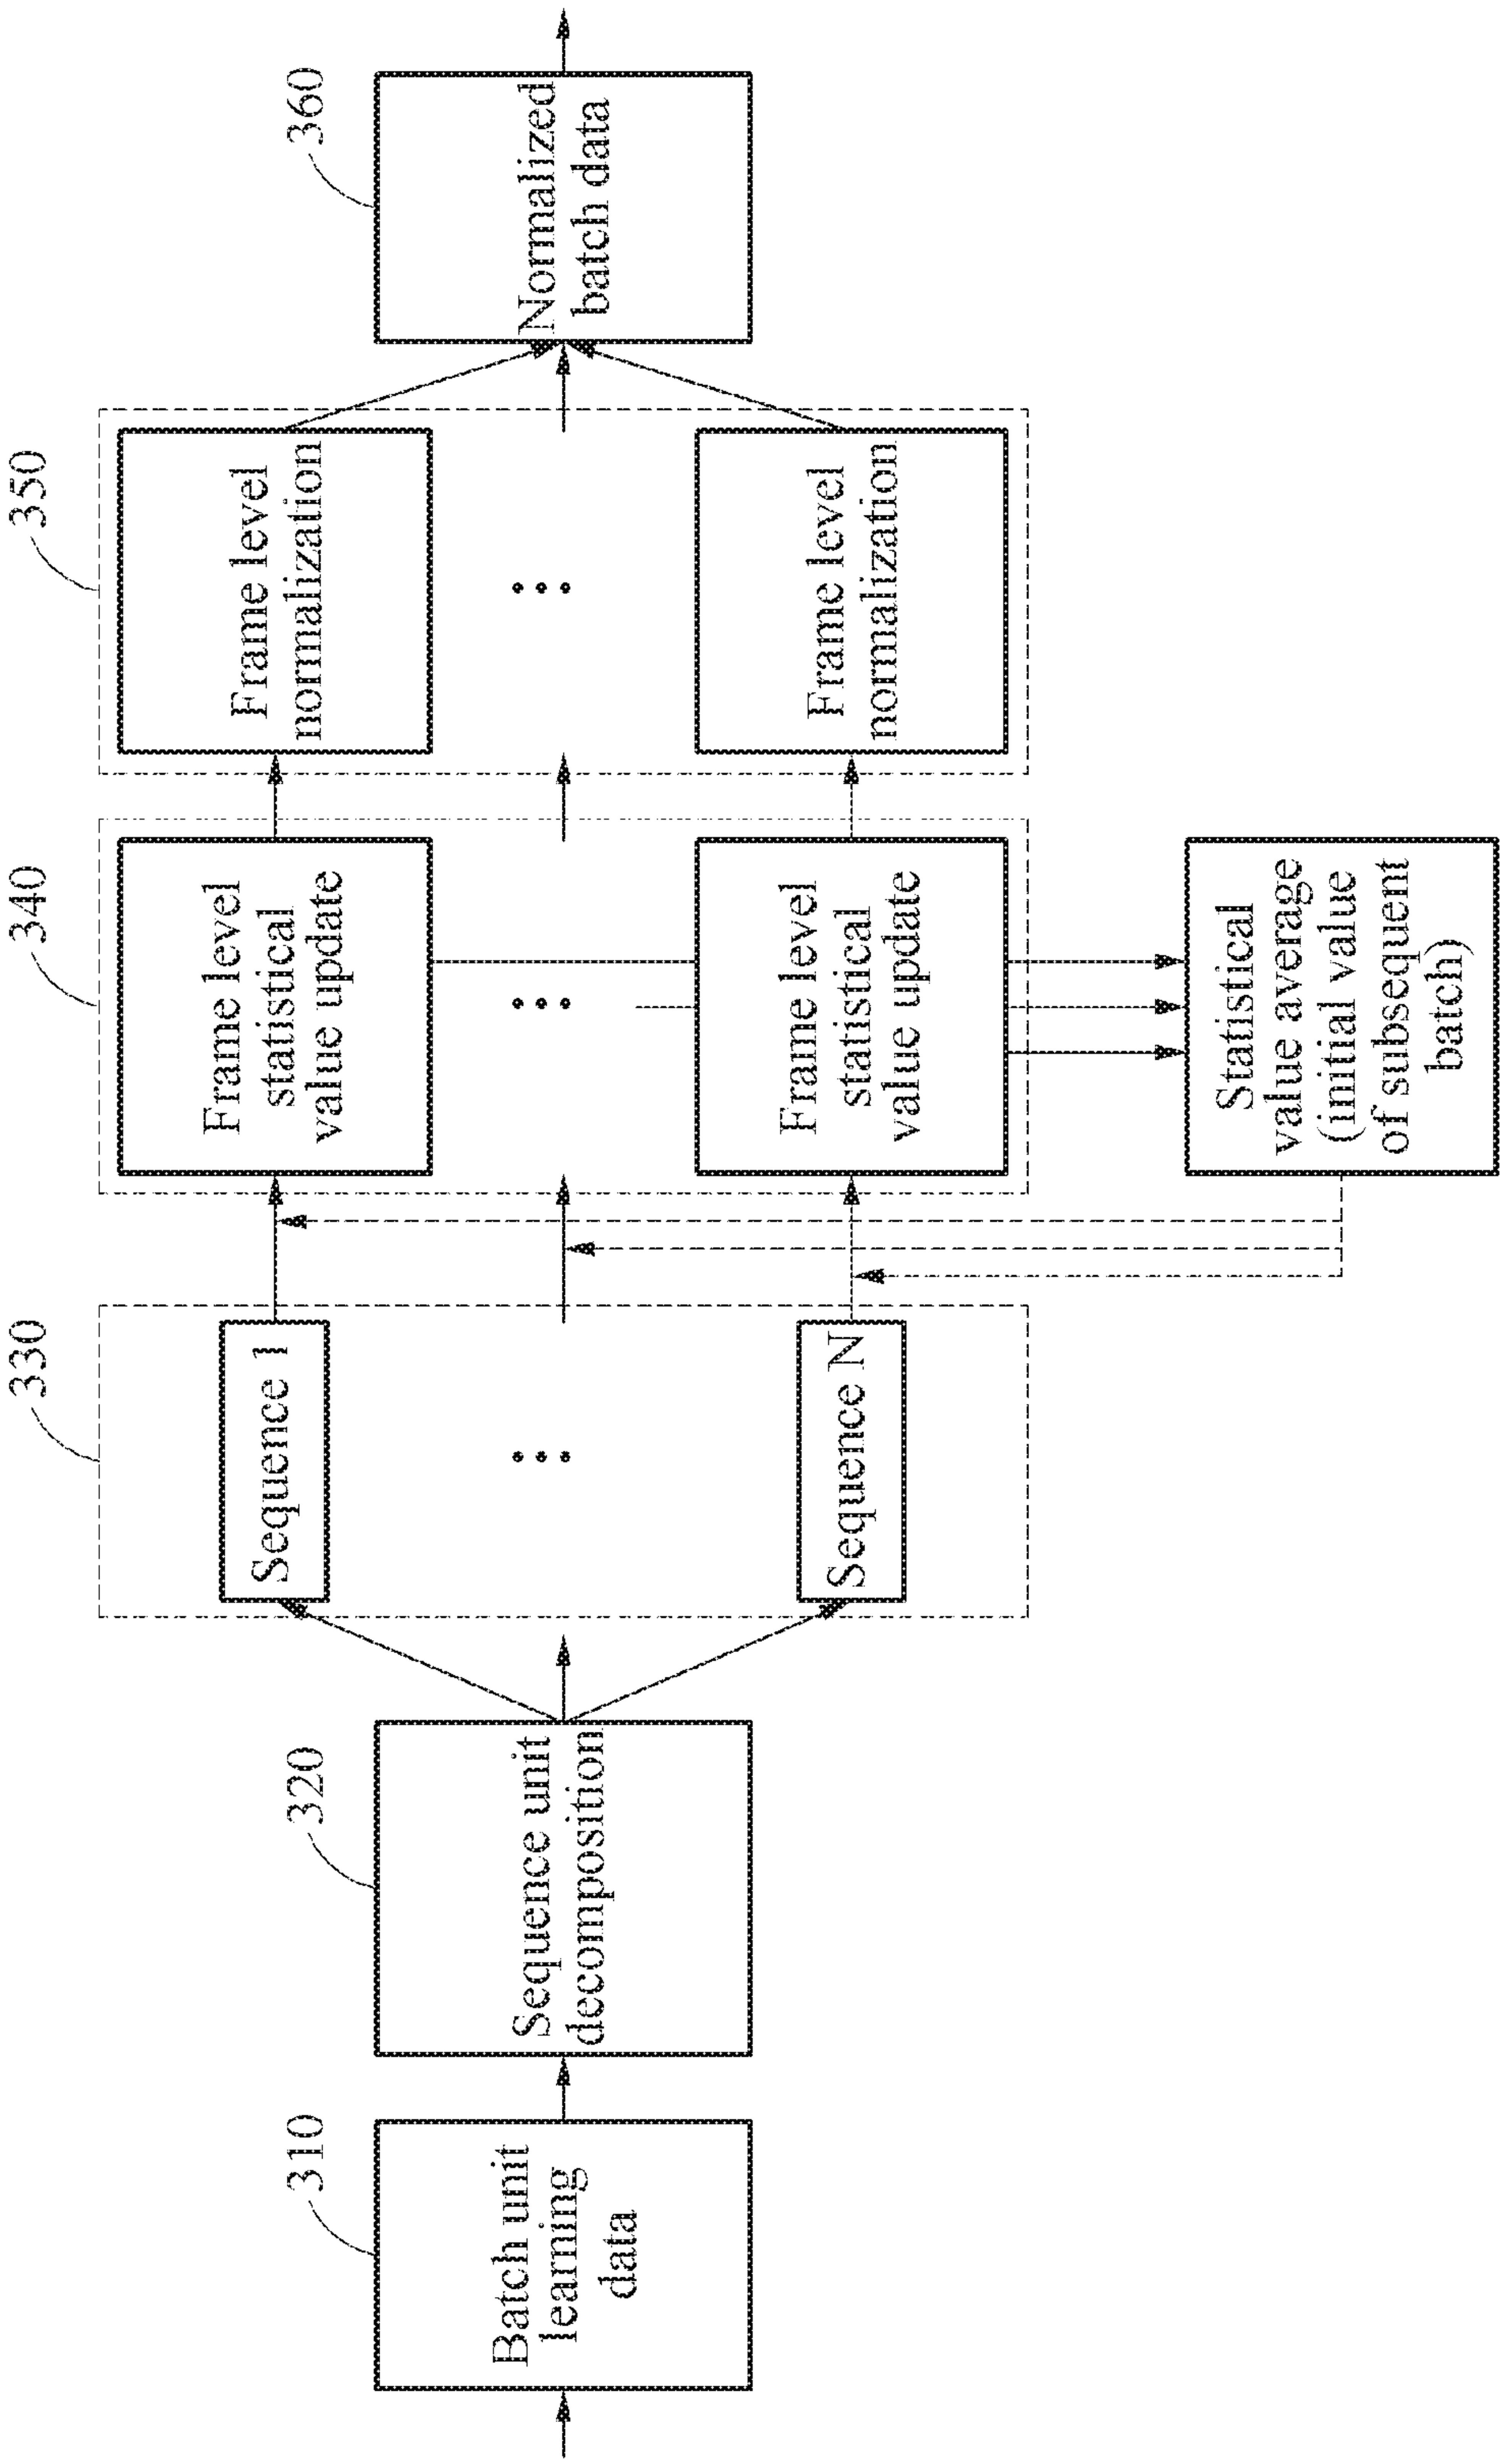 310
Batch unit
learning
data
320
Sequence unit
decomposition
330
Sequence 1
Sequence N
340
Frame level
statistical
value update
Frame level
statistical
value update
Statistical
value average
(initial value
of subsequent
batch)
350
Frame level
normalization
Frame level
normalization
360
Normalized
batch data